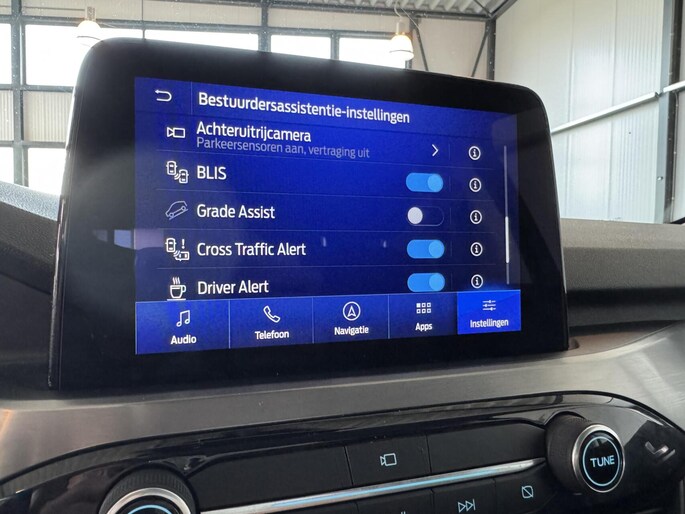 Bestuurdersassistentie-instellingen
Achteruitrijcamera
Parkeersensoren aan, vertraging uit
BLIS
Grade Assist
Cross Traffic Alert
Driver Alert
Audio
Telefoon
Navigatie
Apps
Instellingen
TUNE